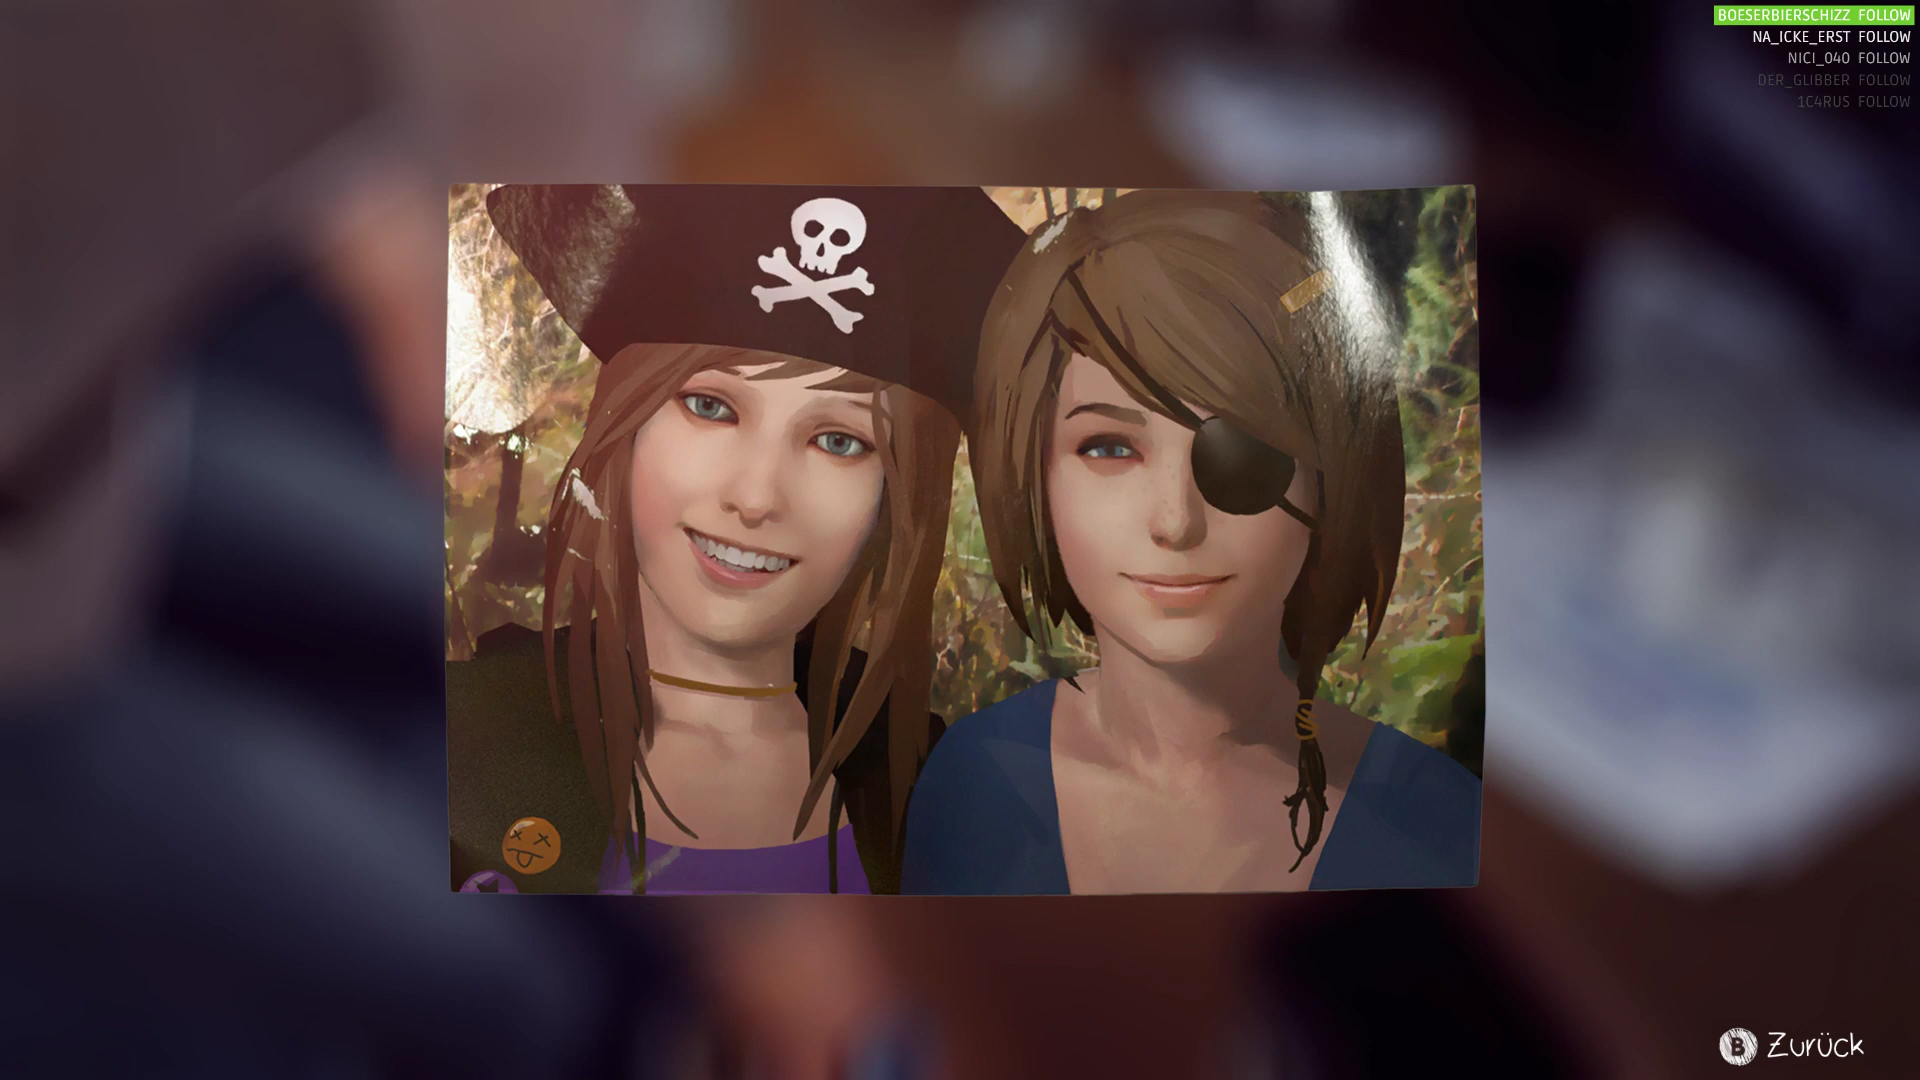 BOESERBIERSCHIZZ FOLLOW
NA_ICKE_ERST FOLLOW
NICI_040 FOLLOW
DER_GLIBBER FOLLOW
1C4RUS FOLLOW
B Zurück